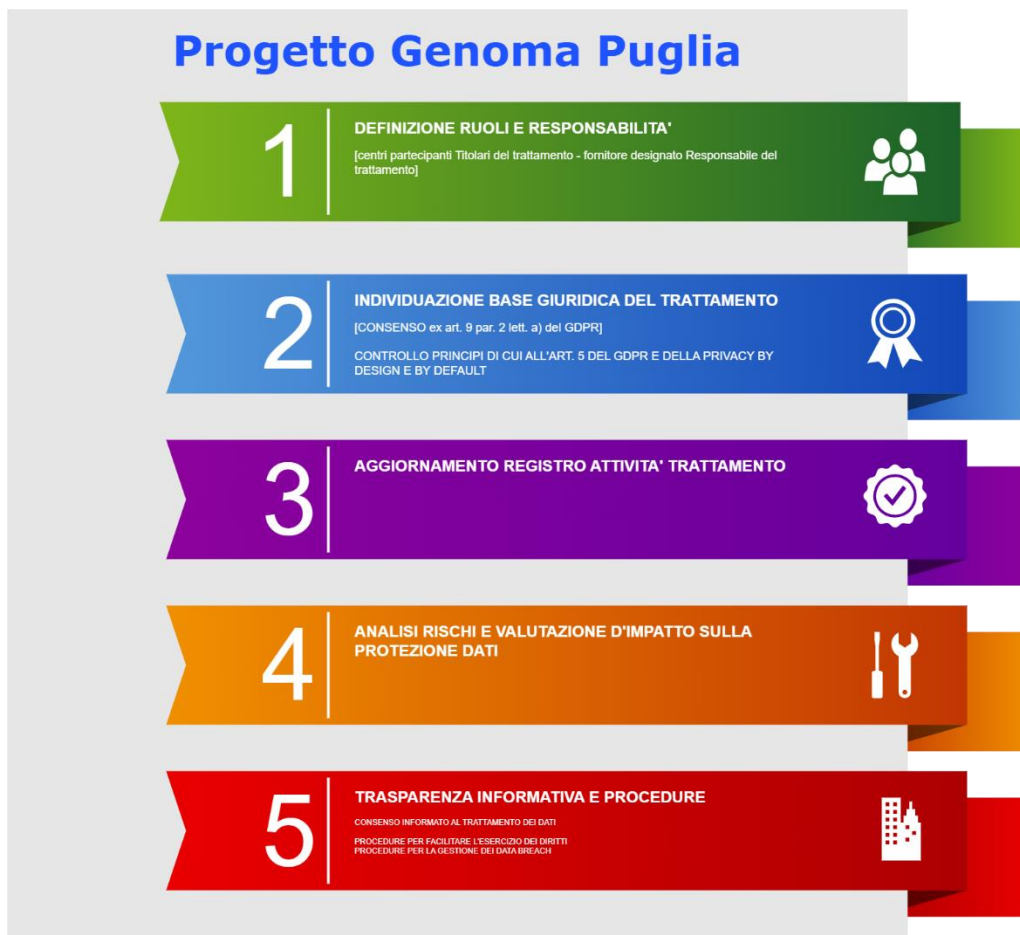 Progetto Genoma Puglia
1
DEFINIZIONE RUOLI E RESPONSABILITA'
[centri partecipanti Titolari del trattamento - fornitore designato Responsabile del
trattamento]
2
INDIVIDUAZIONE BASE GIURIDICA DEL TRATTAMENTO
[CONSENSO ex art. 9 par. 2 lett. a) del GDPR]
CONTROLLO PRINCIPI DI CUI ALL'ART. 5 DEL GDPR E DELLA PRIVACY BY
DESIGN E BY DEFAULT
3
AGGIORNAMENTO REGISTRO ATTIVITA' TRATTAMENTO
4
ANALISI RISCHI E VALUTAZIONE D'IMPATTO SULLA
PROTEZIONE DATI
5
TRASPARENZA INFORMATIVA E PROCEDURE
CONSENSO INFORMATO AL TRATTAMENTO DEI DATI
PROCEDURE PER FACILITARE L'ESERCIZIO DEI DIRITTI
PROCEDURE PER LA GESTIONE DEI DATA BREACH